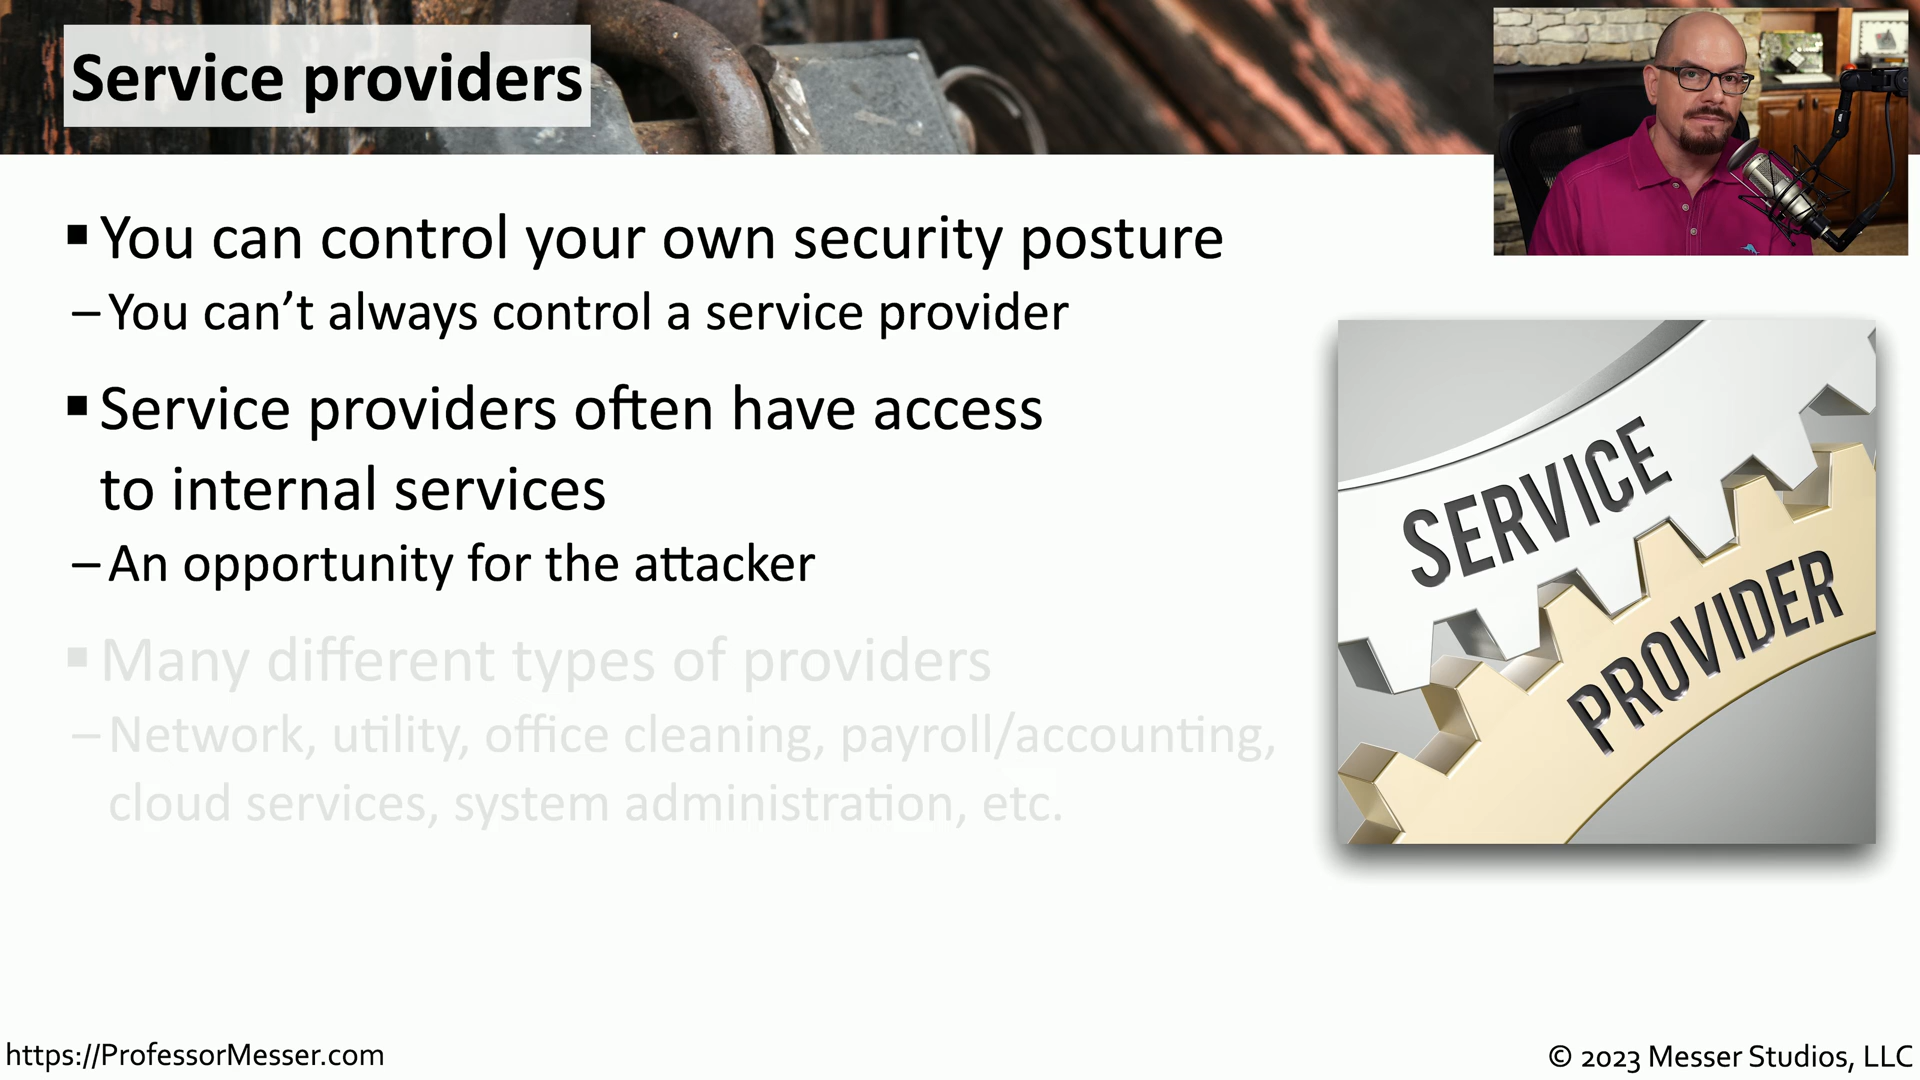 Service providers
▪ You can control your own security posture
– You can’t always control a service provider
▪ Service providers often have access
to internal services
– An opportunity for the attacker
▪ Many different types of providers
– Network, utility, office cleaning, payroll/accounting,
cloud services, system administration, etc.
SERVICE
PROVIDER
https://ProfessorMesser.com
© 2023 Messer Studios, LLC